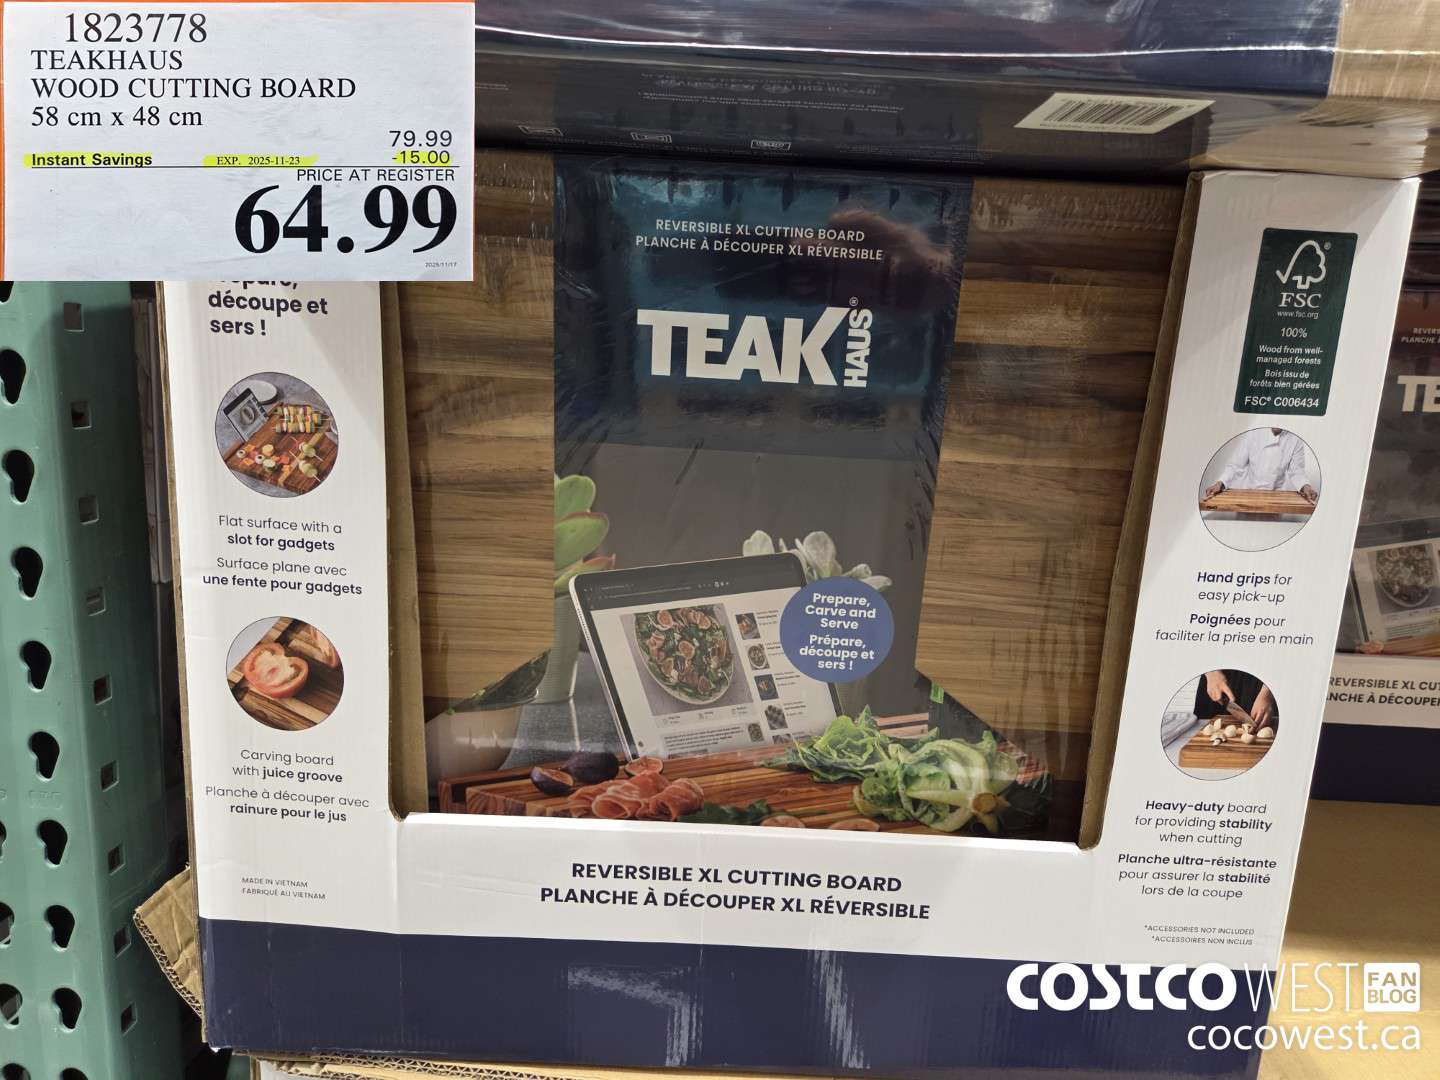 1823778
TEAKHAUS
WOOD CUTTING BOARD
58 cm x 48 cm
79.99
Instant Savings EXP. 2025-11-23 -15.00
PRICE AT REGISTER
64.99
2025/11/17
REVERSIBLE XL CUTTING BOARD
PLANCHE À DÉCOUPER XL RÉVERSIBLE
TEAK HAUS®
découpe et
sers !
Flat surface with a
slot for gadgets
Surface plane avec
une fente pour gadgets
Carving board
with juice groove
Planche à découper avec
rainure pour le jus
MADE IN VIETNAM
FABRIQUÉ AU VIETNAM
Prepare,
Carve and
Serve
Prépare,
découpe et
sers !
FSC
www.fsc.org
100%
Wood from well-
managed forests
Bois issu de
forêts bien gérées
FSC® C006434
Hand grips for
easy pick-up
Poignées pour
faciliter la prise en main
Heavy-duty board
for providing stability
when cutting
Planche ultra-résistante
pour assurer la stabilité
lors de la coupe
*ACCESSORIES NOT INCLUDED
*ACCESSOIRES NON INCLUS
REVERSIBLE XL CUTTING BOARD
PLANCHE À DÉCOUPER XL RÉVERSIBLE
COSTCO WEST FAN BLOG
cocowest.ca